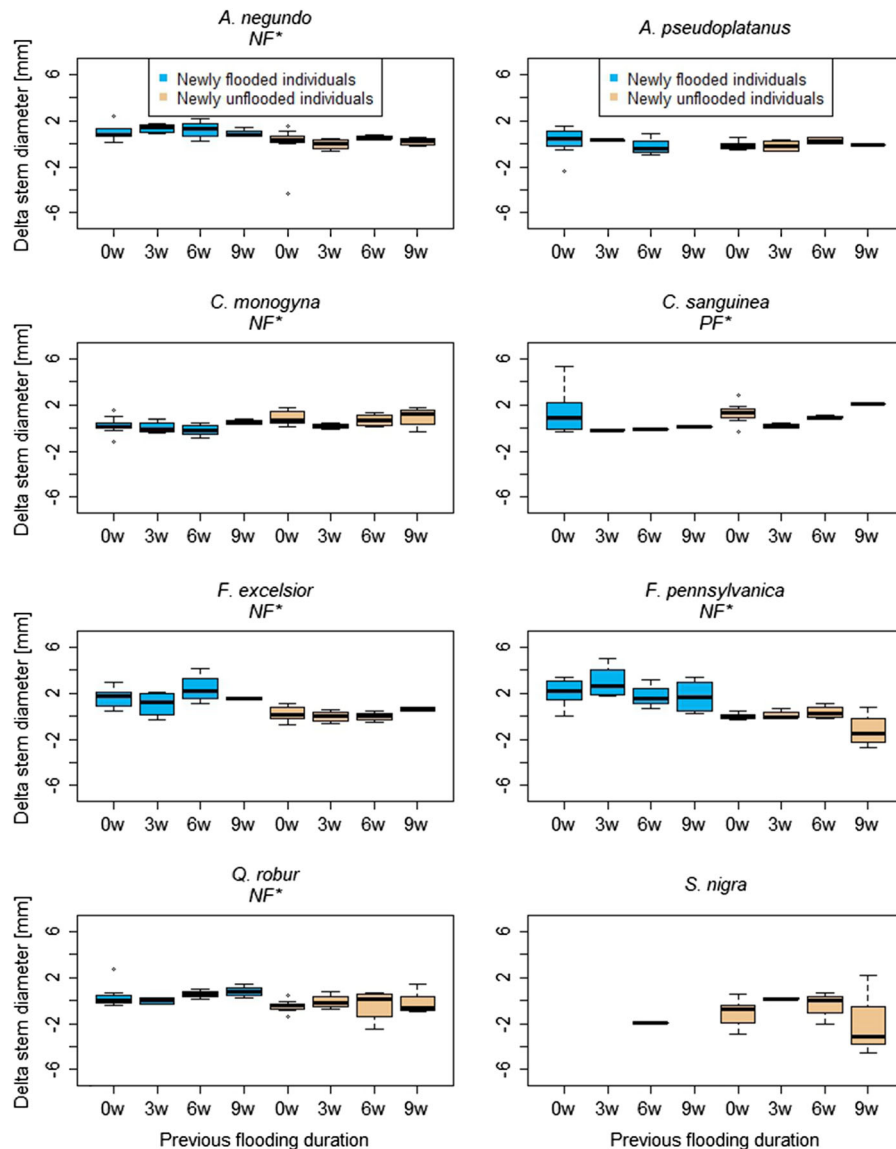 A. negundo
NF*
Delta stem diameter [mm]
6
2
-2
-6
Newly flooded individuals
Newly unflooded individuals
0w 3w 6w 9w 0w 3w 6w 9w
A. pseudoplatanus
6
2
-2
-6
Newly flooded individuals
Newly unflooded individuals
0w 3w 6w 0w 3w 6w 9w
C. monogyna
NF*
Delta stem diameter [mm]
6
2
-2
-6
0w 3w 6w 9w 0w 3w 6w 9w
C. sanguinea
PF*
6
2
-2
-6
0w 3w 6w 9w 0w 3w 6w 9w
F. excelsior
NF*
Delta stem diameter [mm]
6
2
-2
-6
0w 3w 6w 9w 0w 3w 6w 9w
F. pennsylvanica
NF*
6
2
-2
-6
0w 3w 6w 9w 0w 3w 6w 9w
Q. robur
NF*
Delta stem diameter [mm]
6
2
-2
-6
0w 3w 6w 9w 0w 3w 6w 9w
Previous flooding duration
S. nigra
6
2
-2
-6
0w 3w 6w 9w 0w 3w 6w 9w
Previous flooding duration